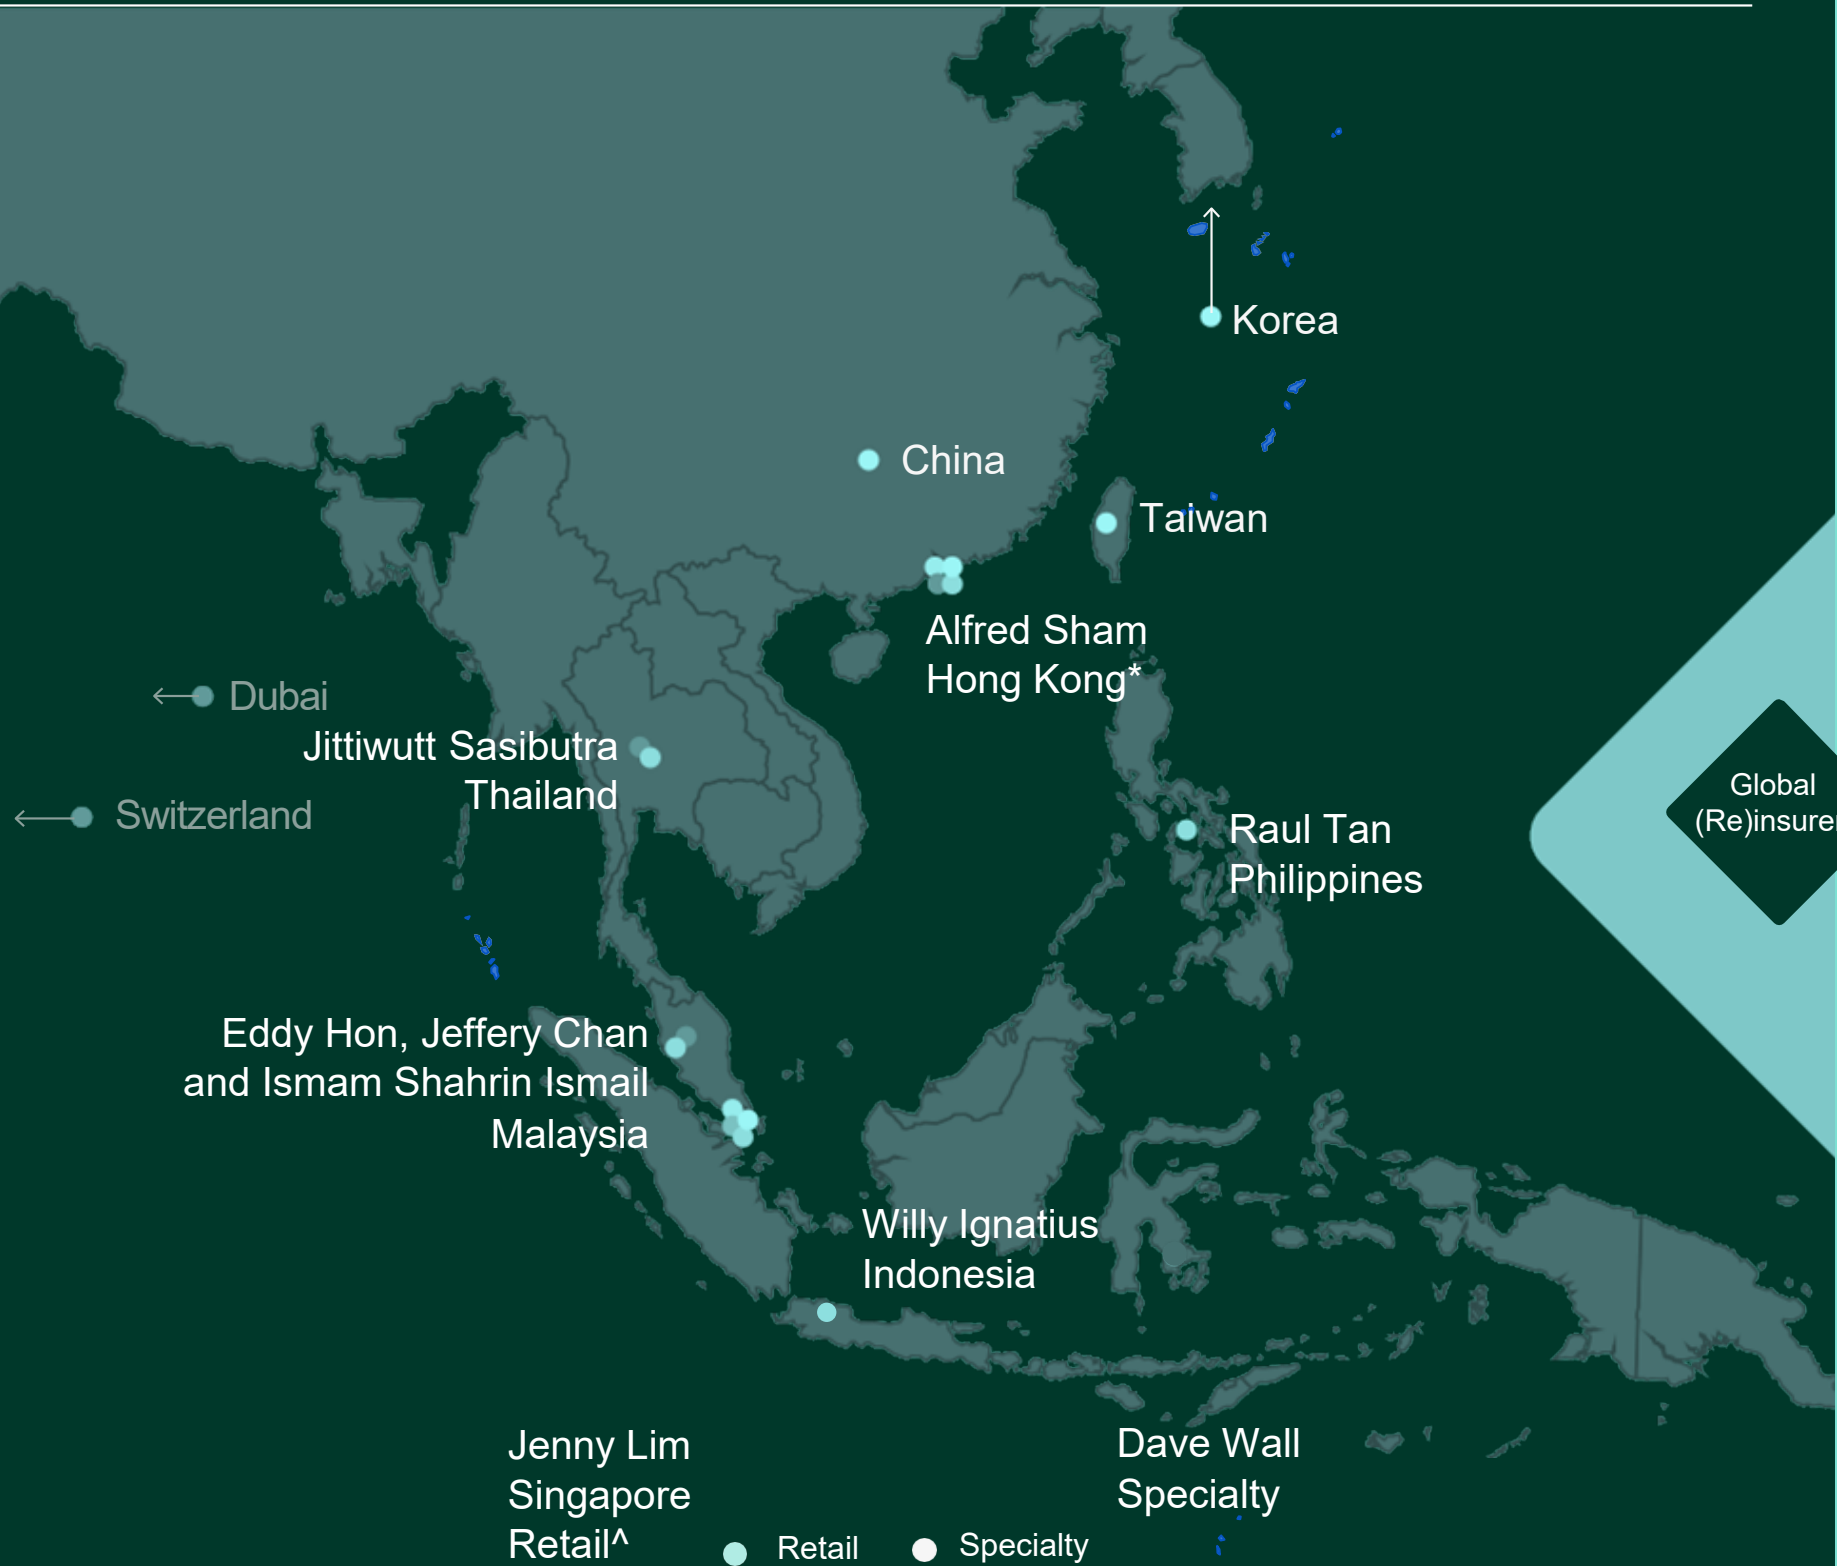 Korea
China
Taiwan
Alfred Sham
Hong Kong*
Dubai
Jittiwutt Sasibutra
Thailand
Switzerland
Global
(Re)insurer
Raul Tan
Philippines
Eddy Hon, Jeffery Chan
and Ismam Shahrin Ismail
Malaysia
Willy Ignatius
Indonesia
Jenny Lim
Singapore
Retail^
Dave Wall
Specialty
Retail
Specialty